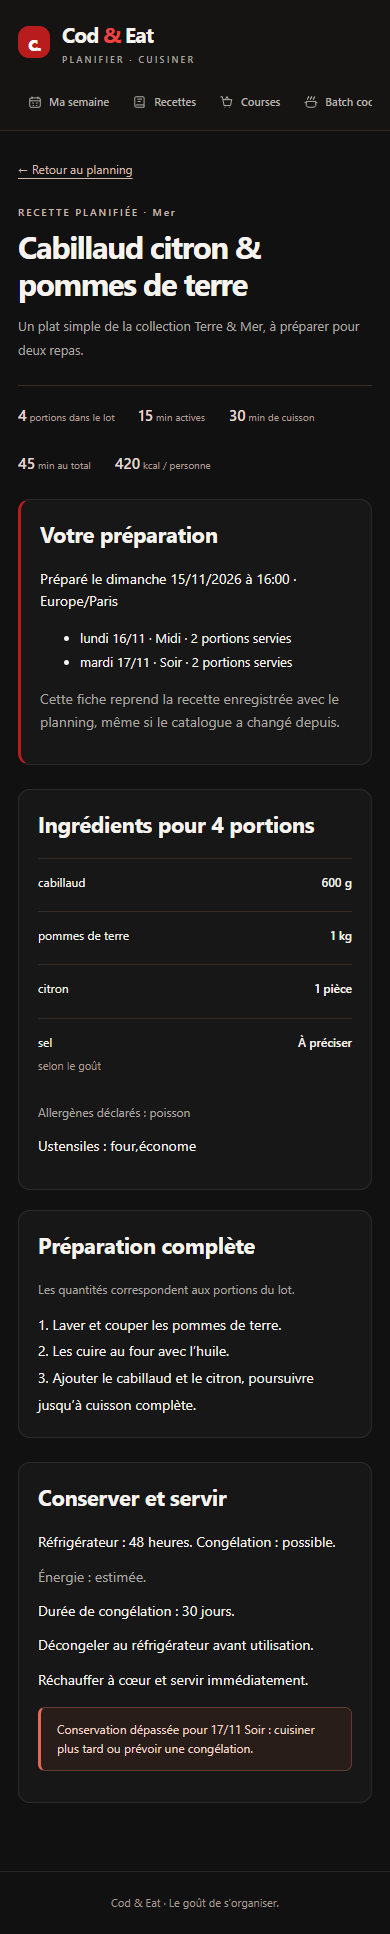 c.
Cod & Eat
PLANIFIER · CUISINER
Ma semaine
Recettes
Courses
Batch coc
← Retour au planning
RECETTE PLANIFIÉE · Mer
Cabillaud citron &
pommes de terre
Un plat simple de la collection Terre & Mer, à préparer pour
deux repas.
4 portions dans le lot 15 min actives 30 min de cuisson
45 min au total 420 kcal / personne
Votre préparation
Préparé le dimanche 15/11/2026 à 16:00 ·
Europe/Paris
• lundi 16/11 · Midi · 2 portions servies
• mardi 17/11 · Soir · 2 portions servies
Cette fiche reprend la recette enregistrée avec le
planning, même si le catalogue a changé depuis.
Ingrédients pour 4 portions
cabillaud 600 g
pommes de terre 1 kg
citron 1 pièce
sel À préciser
selon le goût
Allergènes déclarés : poisson
Ustensiles : four,économe
Préparation complète
Les quantités correspondent aux portions du lot.
1. Laver et couper les pommes de terre.
2. Les cuire au four avec l’huile.
3. Ajouter le cabillaud et le citron, poursuivre
jusqu’à cuisson complète.
Conserver et servir
Réfrigérateur : 48 heures. Congélation : possible.
Énergie : estimée.
Durée de congélation : 30 jours.
Décongeler au réfrigérateur avant utilisation.
Réchauffer à cœur et servir immédiatement.
Conservation dépassée pour 17/11 Soir : cuisiner
plus tard ou prévoir une congélation.
Cod & Eat · Le goût de s’organiser.